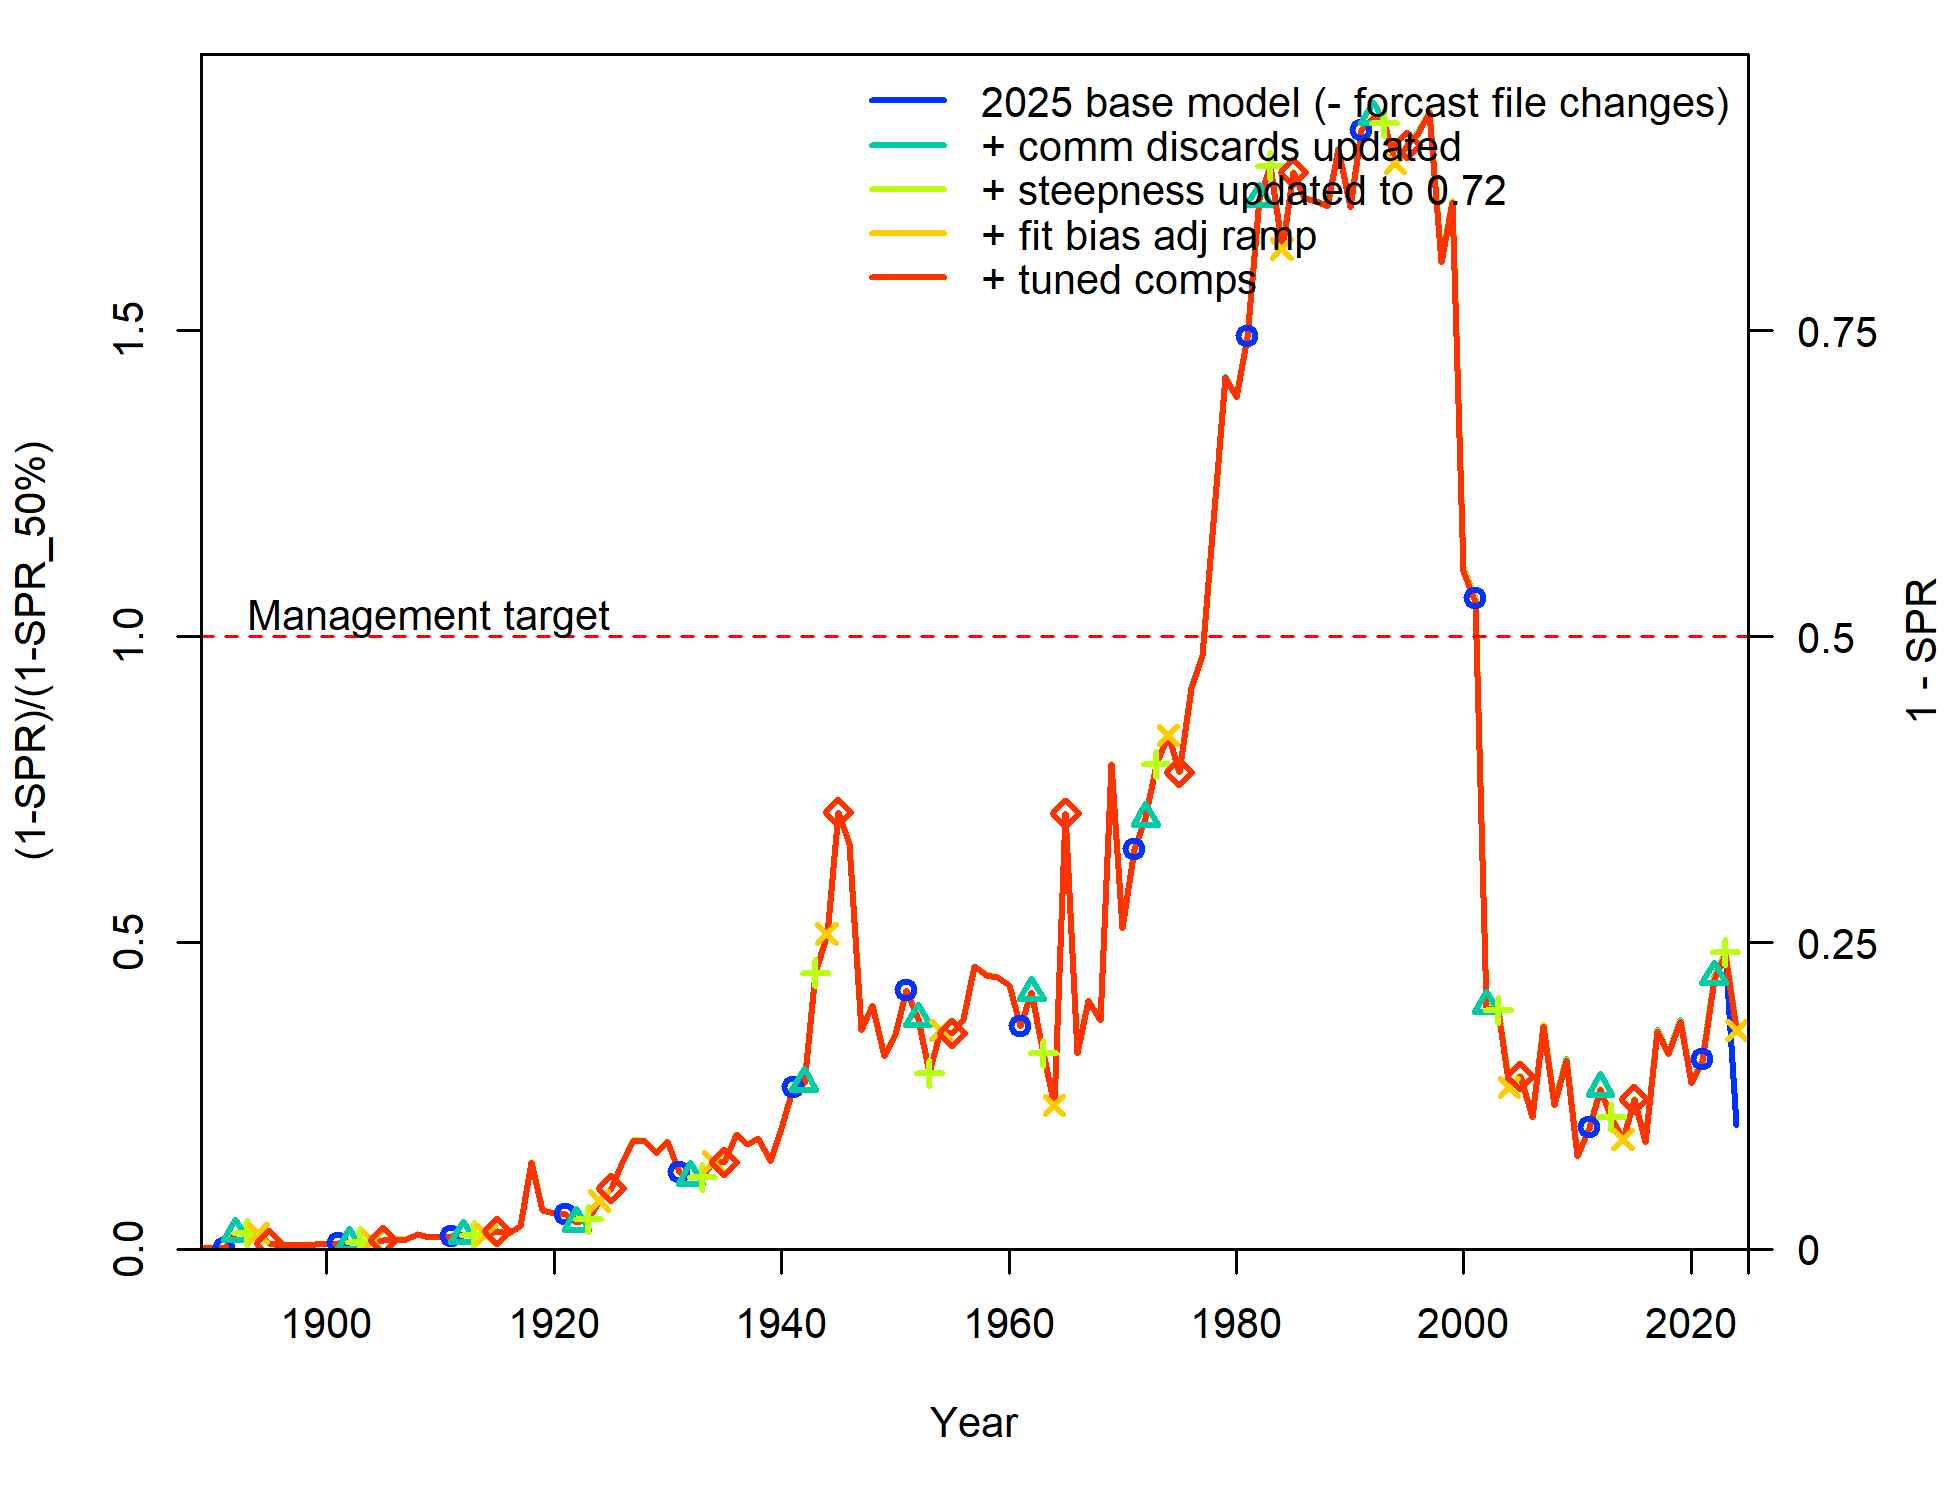 2025 base model (- forcast file changes)
+ comm discards updated
+ steepness updated to 0.72
+ fit bias adj ramp
+ tuned comps
Management target
(1-SPR)/(1-SPR_50%)
0.0
0.5
1.0
1.5
1 - SPR
0
0.25
0.5
0.75
1900
1920
1940
1960
1980
2000
2020
Year